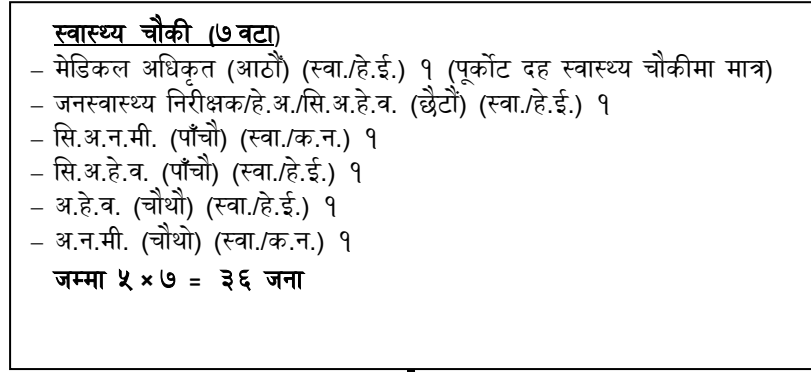 स्वास्थ्य चौकी (७ वटा)
– मेडिकल अधिकृत (आठौं) (स्वा./हे.ई.) १ (पूर्कोट दह स्वास्थ्य चौकीमा मात्र)
– जनस्वास्थ्य निरीक्षक/हे.अ./सि.अ.हे.व. (छैटौं) (स्वा./हे.ई.) १
– सि.अ.न.मी. (पाँचौ) (स्वा./क.न.) १
– सि.अ.हे.व. (पाँचौ) (स्वा./हे.ई.) १
– अ.हे.व. (चौथौ) (स्वा./हे.ई.) १
– अ.न.मी. (चौथो) (स्वा./क.न.) १
जम्मा ५ × ७ = ३६ जना